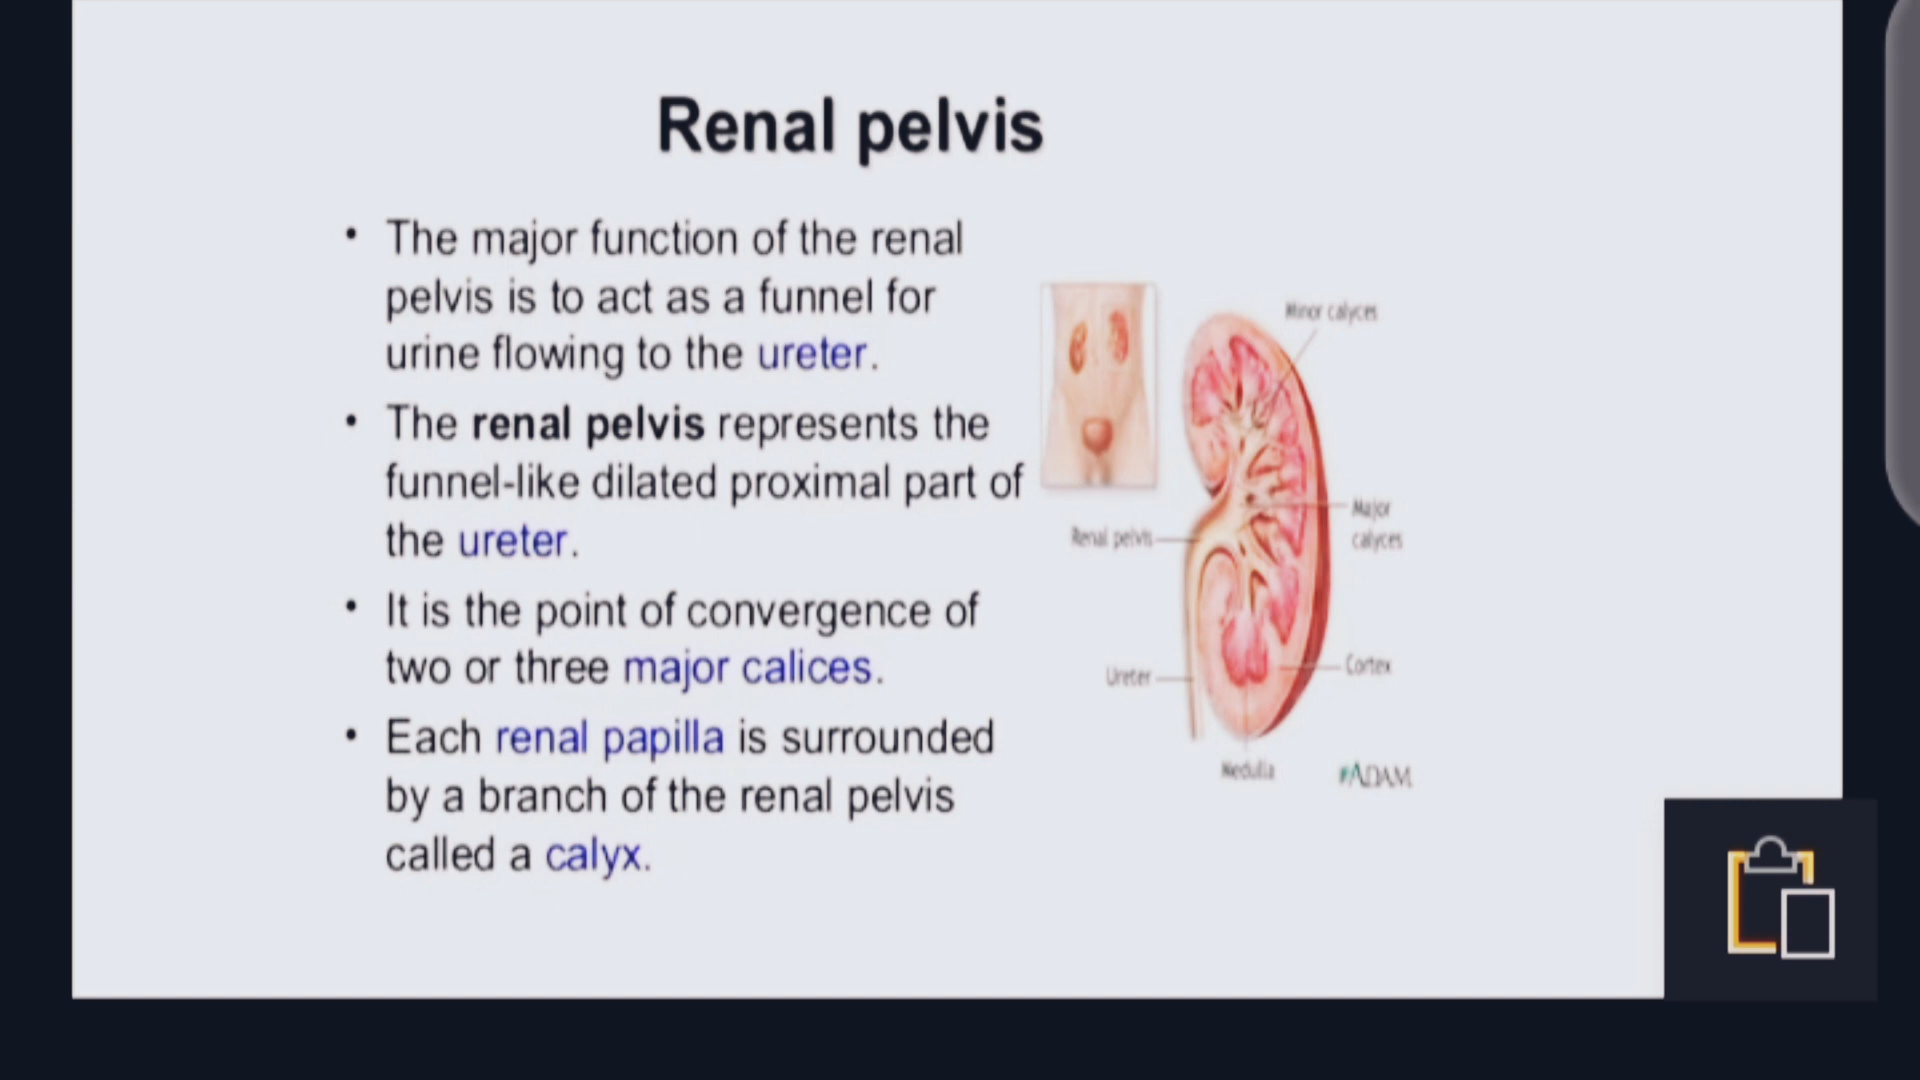 Renal pelvis
• The major function of the renal
pelvis is to act as a funnel for
urine flowing to the ureter.
• The renal pelvis represents the
funnel-like dilated proximal part of
the ureter.
• It is the point of convergence of
two or three major calices.
• Each renal papilla is surrounded
by a branch of the renal pelvis
called a calyx.
Minor calyces
Major
calyces
Renal pelvis
Cortex
Ureter
Medulla
ADAM